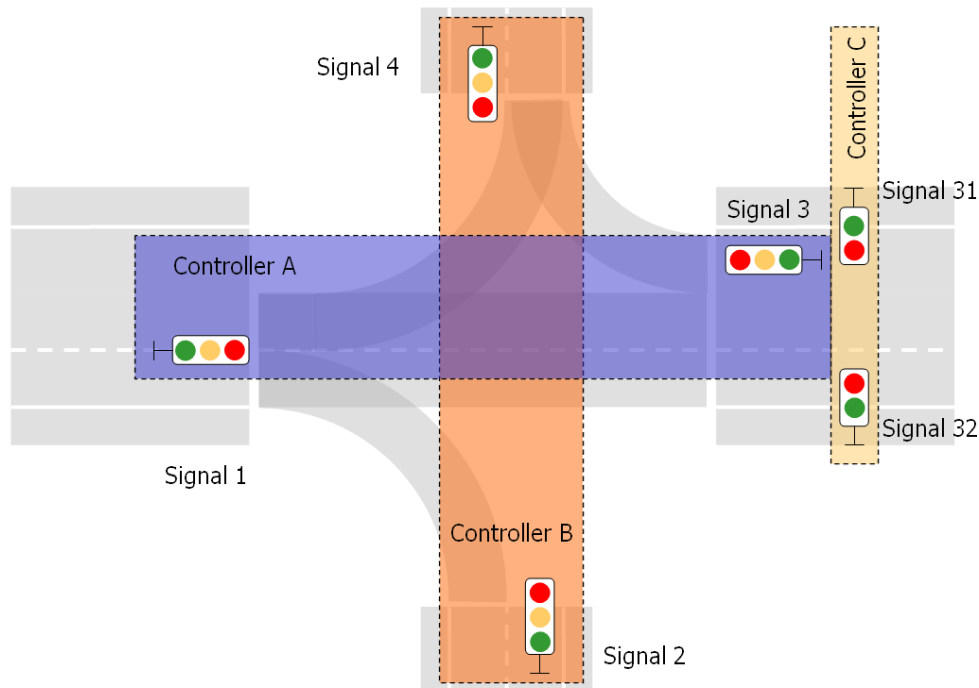 Signal 4
Controller C
Signal 31
Signal 3
Controller A
Signal 32
Signal 1
Controller B
Signal 2